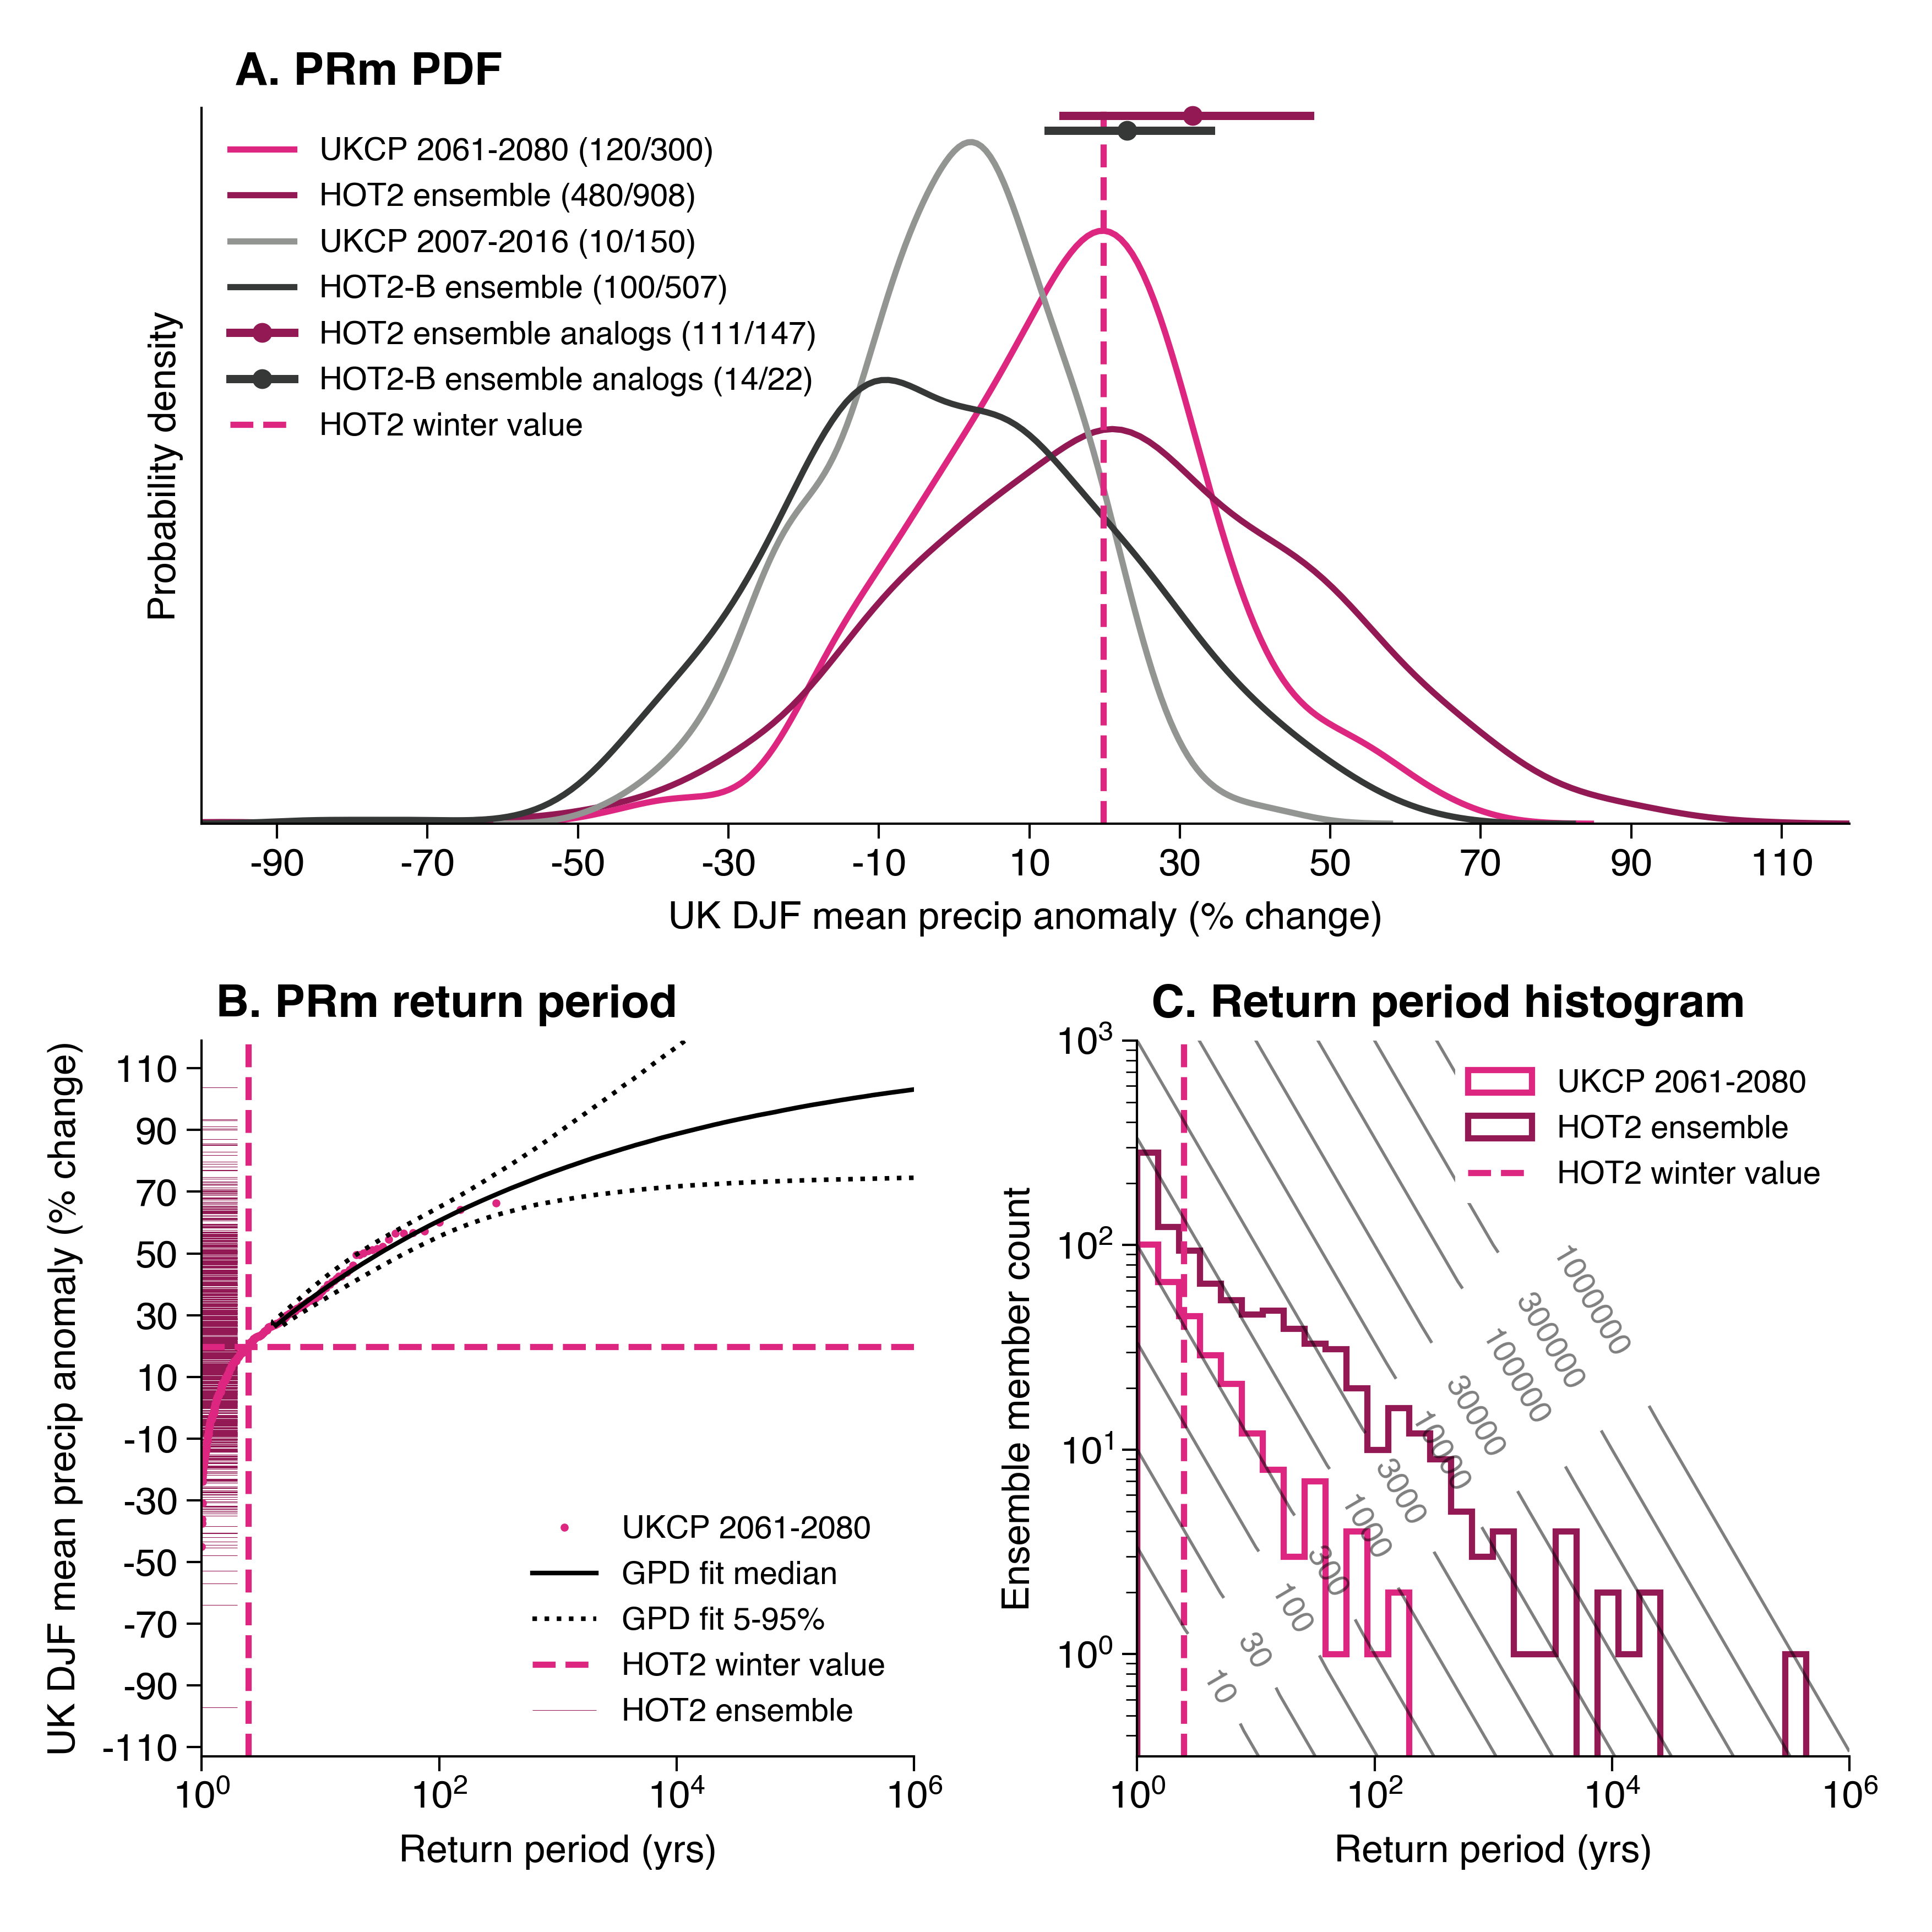 A. PRm PDF
UKCP 2061-2080 (120/300)
HOT2 ensemble (480/908)
UKCP 2007-2016 (10/150)
HOT2-B ensemble (100/507)
HOT2 ensemble analogs (111/147)
HOT2-B ensemble analogs (14/22)
HOT2 winter value
Probability density
-90 -70 -50 -30 -10 10 30 50 70 90 110
UK DJF mean precip anomaly (% change)
B. PRm return period
UK DJF mean precip anomaly (% change)
110
90
70
50
30
10
-10
-30
-50
-70
-90
-110
UKCP 2061-2080
GPD fit median
GPD fit 5-95%
HOT2 winter value
HOT2 ensemble
10⁰ 10² 10⁴ 10⁶
Return period (yrs)
C. Return period histogram
Ensemble member count
10³
10²
10¹
10⁰
UKCP 2061-2080
HOT2 ensemble
HOT2 winter value
1000000
300000
100000
30000
10000
3000
1000
300
100
30
10
10⁰ 10² 10⁴ 10⁶
Return period (yrs)